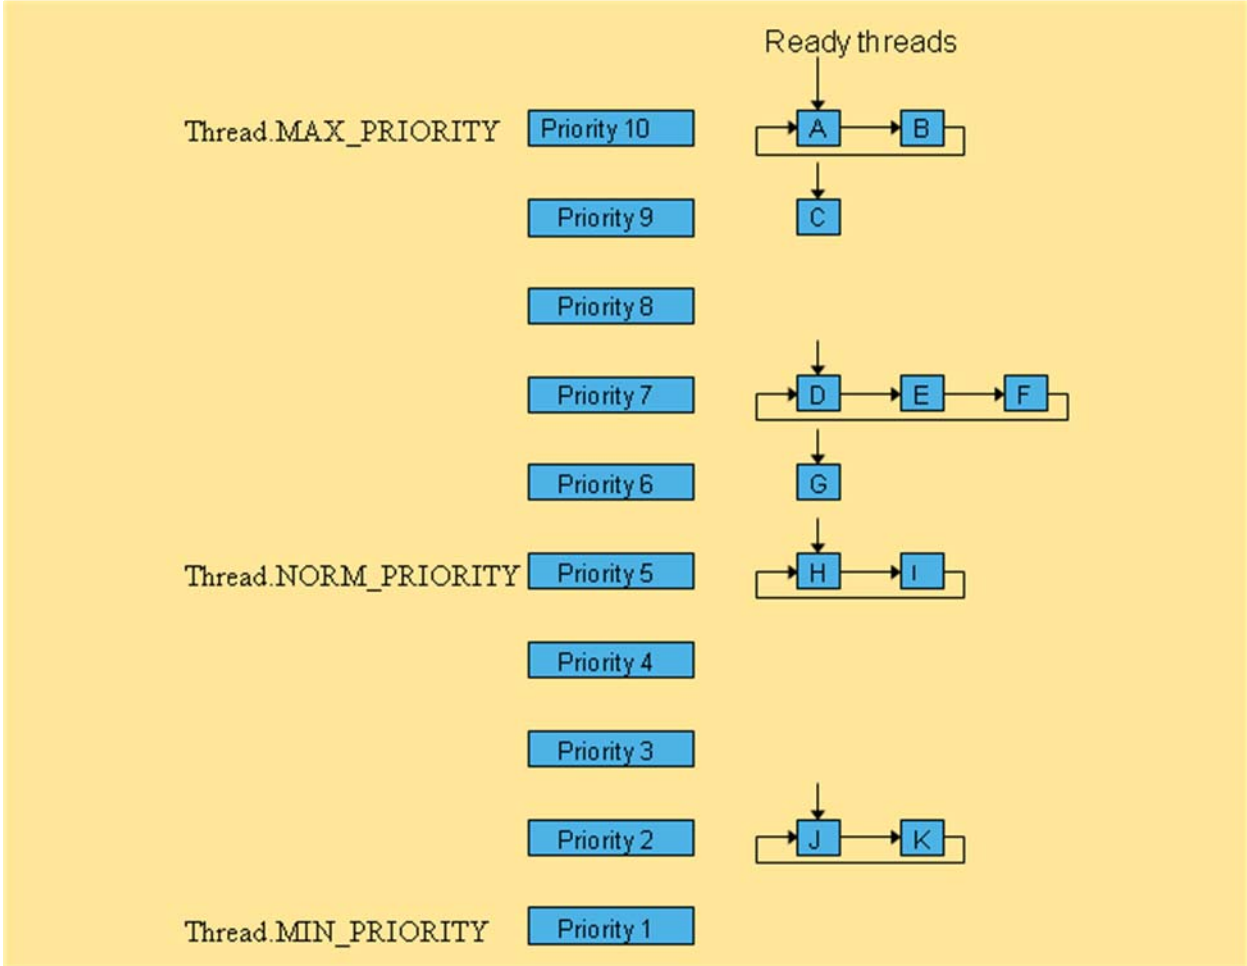 Ready threads
Thread.MAX_PRIORITY Priority 10 A B
Priority 9 C
Priority 8
Priority 7 D E F
Priority 6 G
Thread.NORM_PRIORITY Priority 5 H I
Priority 4
Priority 3
Priority 2 J K
Thread.MIN_PRIORITY Priority 1